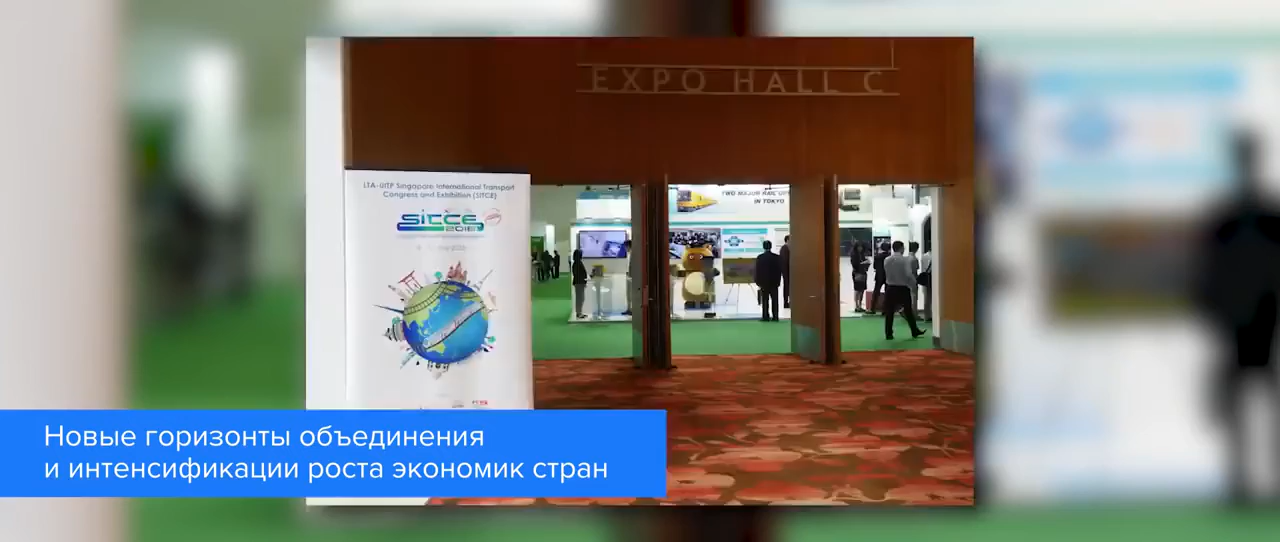 EXPO HALL C
LTA-UITP Singapore International Transport
Congress and Exhibition (SITCE)
SITCE
2016
TWO MAJOR RAIL
IN TOKYO
Новые горизонты объединения
и интенсификации роста экономик стран